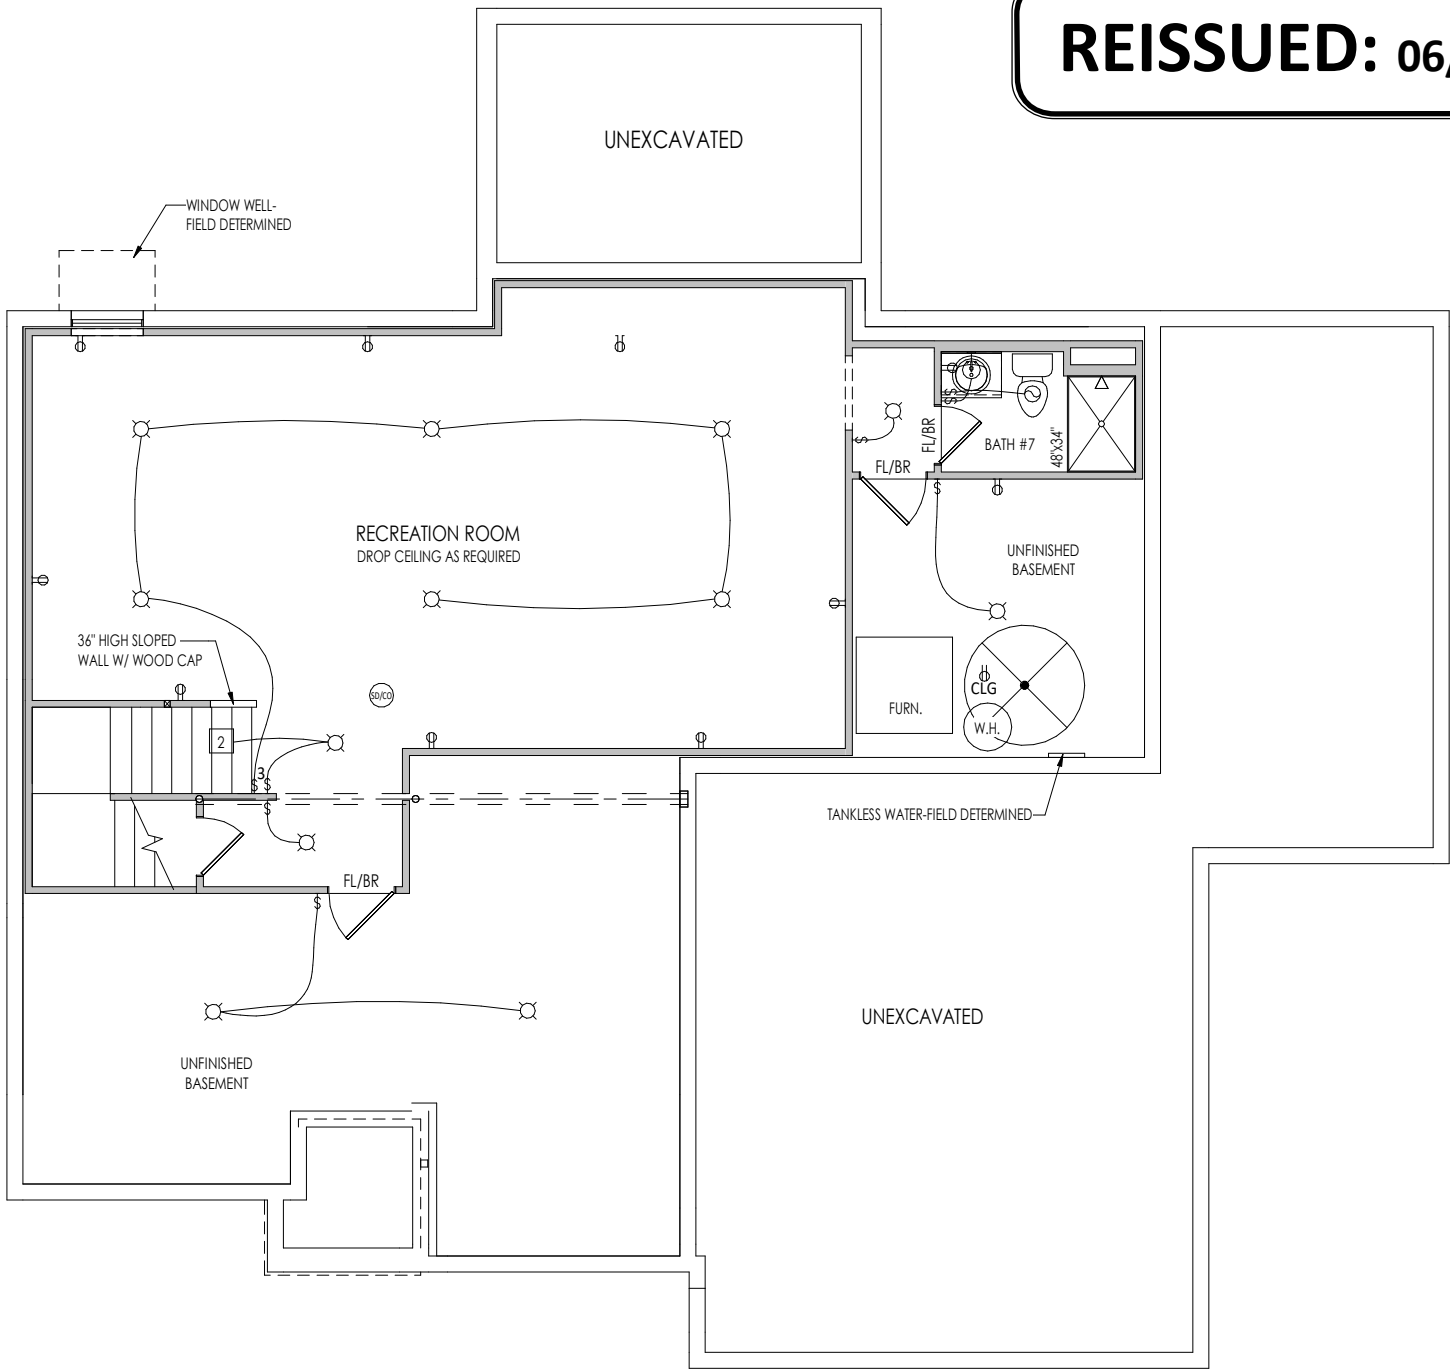 REISSUED: 06/
UNEXCAVATED
WINDOW WELL-
FIELD DETERMINED
FL/BR
FL/BR
BATH #7
48"x34"
S
S
S
S
RECREATION ROOM
DROP CEILING AS REQUIRED
UNFINISHED
BASEMENT
36" HIGH SLOPED
WALL W/ WOOD CAP
SD/CO
CLG
FURN.
W.H.
2
3
S
S
S
TANKLESS WATER-FIELD DETERMINED
FL/BR
S
UNEXCAVATED
UNFINISHED
BASEMENT